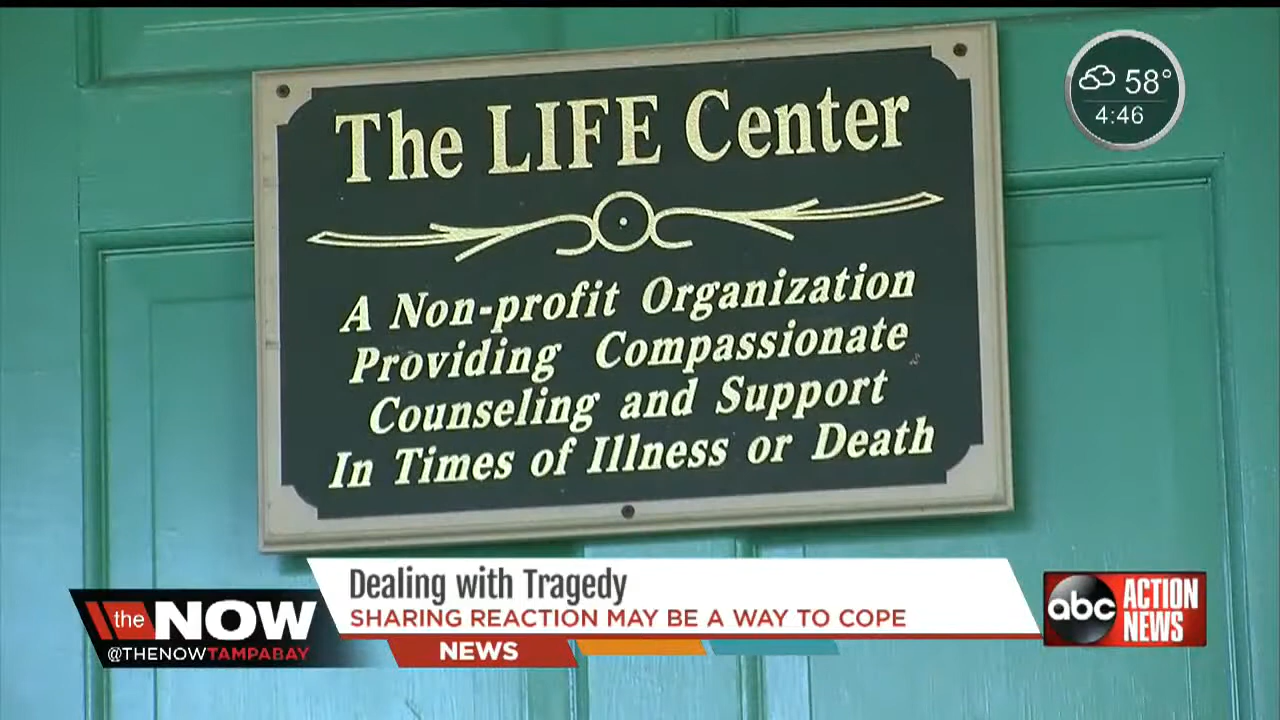 58°
4:46
The LIFE Center
A Non-profit Organization
Providing Compassionate
Counseling and Support
In Times of Illness or Death
Dealing with Tragedy
SHARING REACTION MAY BE A WAY TO COPE
the NOW
@THENOWTAMPABAY
NEWS
abc ACTION NEWS